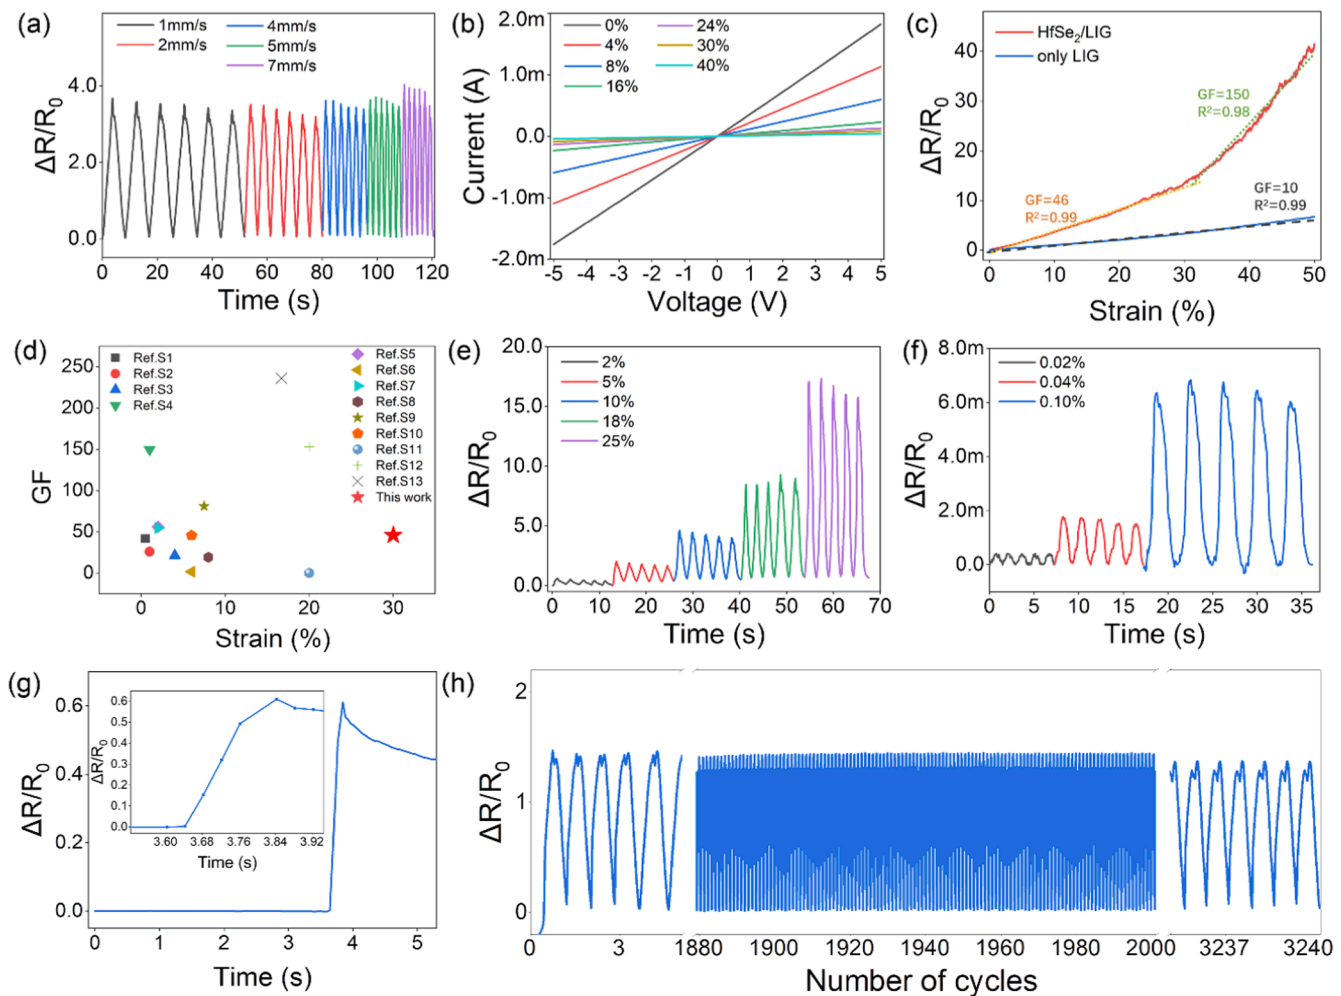 (a)
1mm/s
2mm/s
4mm/s
5mm/s
7mm/s
4.0
2.0
0.0
ΔR/R0
0 20 40 60 80 100 120
Time (s)
(b)
0%
4%
8%
16%
24%
30%
40%
2.0m
1.0m
0.0
-1.0m
-2.0m
Current (A)
-5 -4 -3 -2 -1 0 1 2 3 4 5
Voltage (V)
(c)
HfSe2/LIG
only LIG
GF=150
R²=0.98
GF=46
R²=0.99
GF=10
R²=0.99
40
30
20
10
0
ΔR/R0
0 10 20 30 40 50
Strain (%)
(d)
Ref.S1
Ref.S2
Ref.S3
Ref.S4
Ref.S5
Ref.S6
Ref.S7
Ref.S8
Ref.S9
Ref.S10
Ref.S11
Ref.S12
Ref.S13
This work
250
200
150
100
50
0
GF
0 10 20 30
Strain (%)
(e)
2%
5%
10%
18%
25%
20.0
15.0
10.0
5.0
0.0
ΔR/R0
0 10 20 30 40 50 60 70
Time (s)
(f)
0.02%
0.04%
0.10%
8.0m
6.0m
4.0m
2.0m
0.0
ΔR/R0
0 5 10 15 20 25 30 35
Time (s)
(g)
0.6
0.4
0.2
0.0
ΔR/R0
0 1 2 3 4 5
Time (s)
0.6
0.5
0.4
0.3
0.2
0.1
0.0
ΔR/R0
3.60 3.68 3.76 3.84 3.92
Time (s)
(h)
2
1
0
ΔR/R0
0 3 1880 1900 1920 1940 1960 1980 2000 3237 3240
Number of cycles